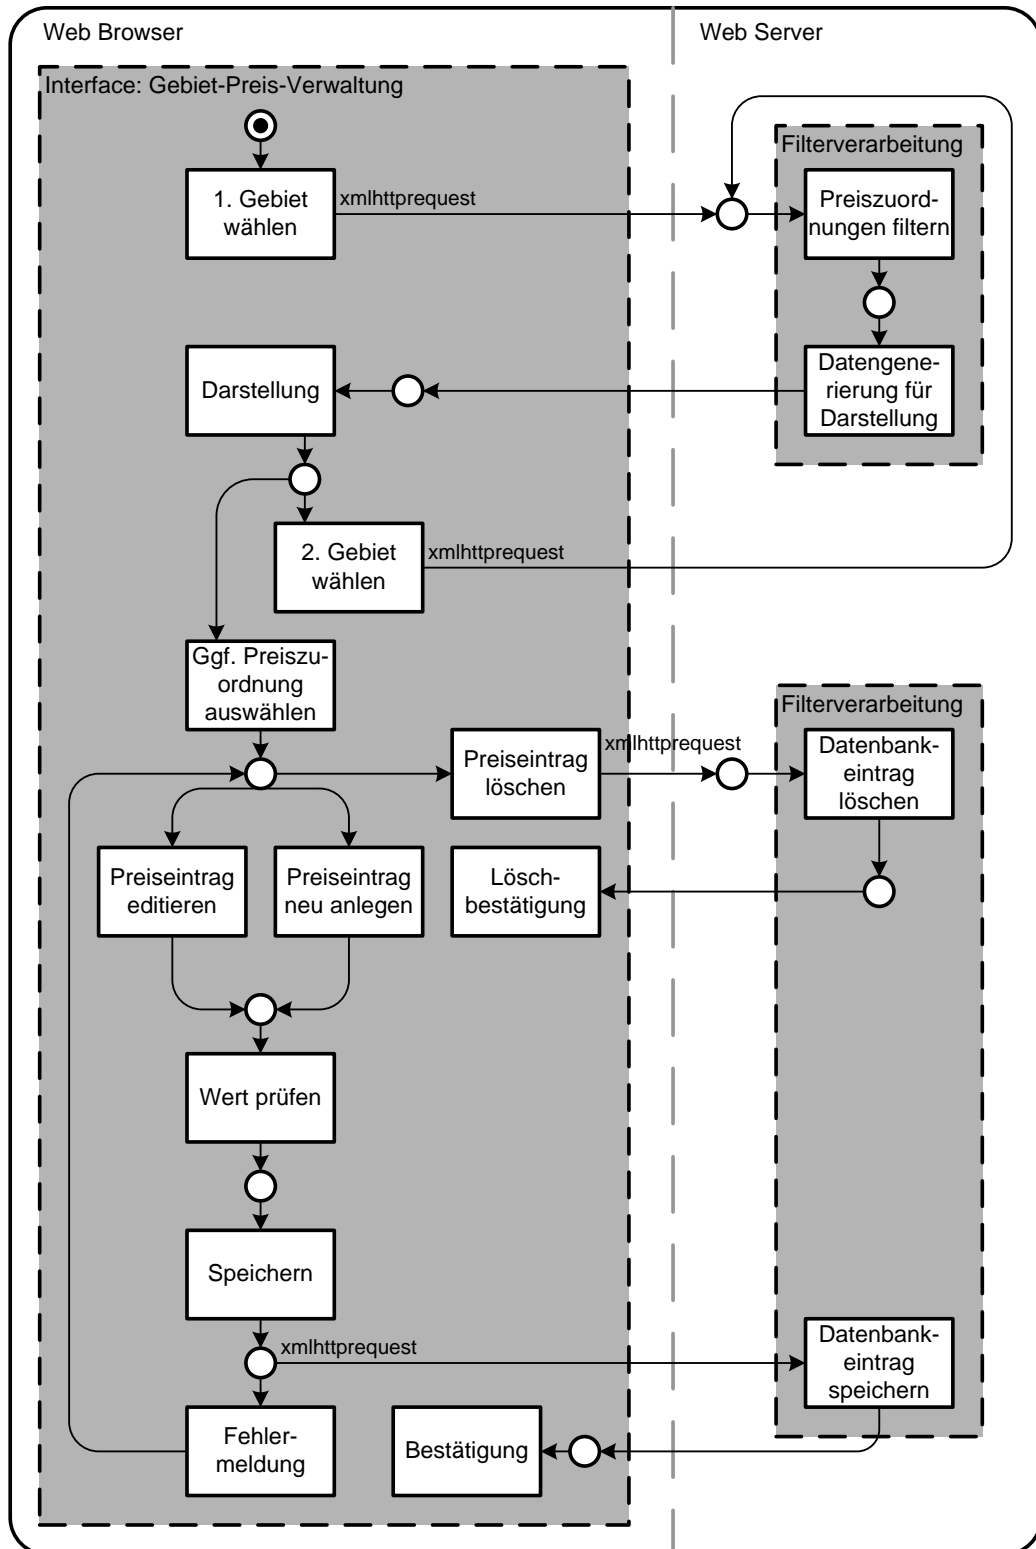 Web Browser
Web Server
Interface: Gebiet-Preis-Verwaltung
Filterverarbeitung
1. Gebiet
wählen
xmlhttprequest
Preiszuord-
nungen filtern
Darstellung
Datengene-
rierung für
Darstellung
2. Gebiet
wählen
xmlhttprequest
Ggf. Preiszu-
ordnung
auswählen
Filterverarbeitung
Preiseintrag
löschen
xmlhttprequest
Datenbank-
eintrag
löschen
Preiseintrag
editieren
Preiseintrag
neu anlegen
Lösch-
bestätigung
Wert prüfen
Speichern
xmlhttprequest
Datenbank-
eintrag
speichern
Fehler-
meldung
Bestätigung